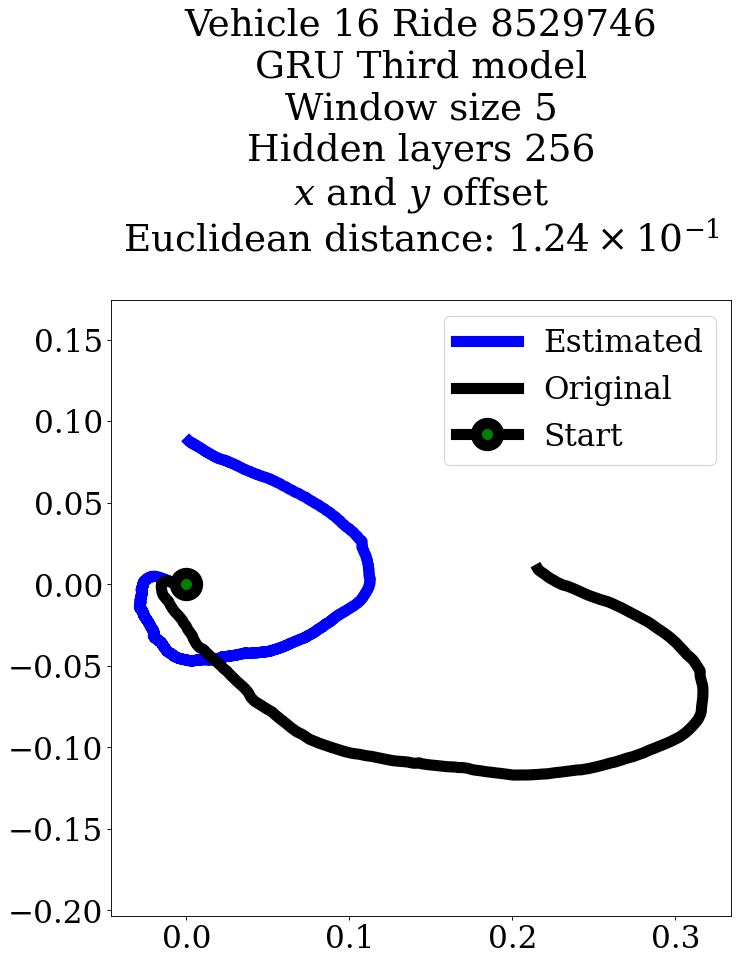 Vehicle 16 Ride 8529746
GRU Third model
Window size 5
Hidden layers 256
x and y offset
Euclidean distance: 1.24 × 10⁻¹
Estimated
Original
Start
0.15
0.10
0.05
0.00
−0.05
−0.10
−0.15
−0.20
0.0 0.1 0.2 0.3